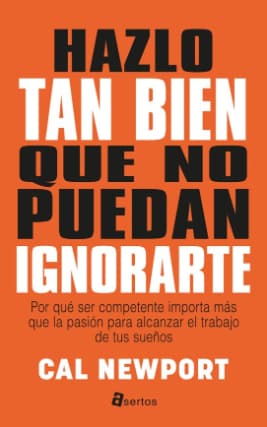 HAZLO
TAN BIEN
QUE NO
PUEDAN
IGNORARTE
Por qué ser competente importa más
que la pasión para alcanzar el trabajo
de tus sueños
CAL NEWPORT
Asertos